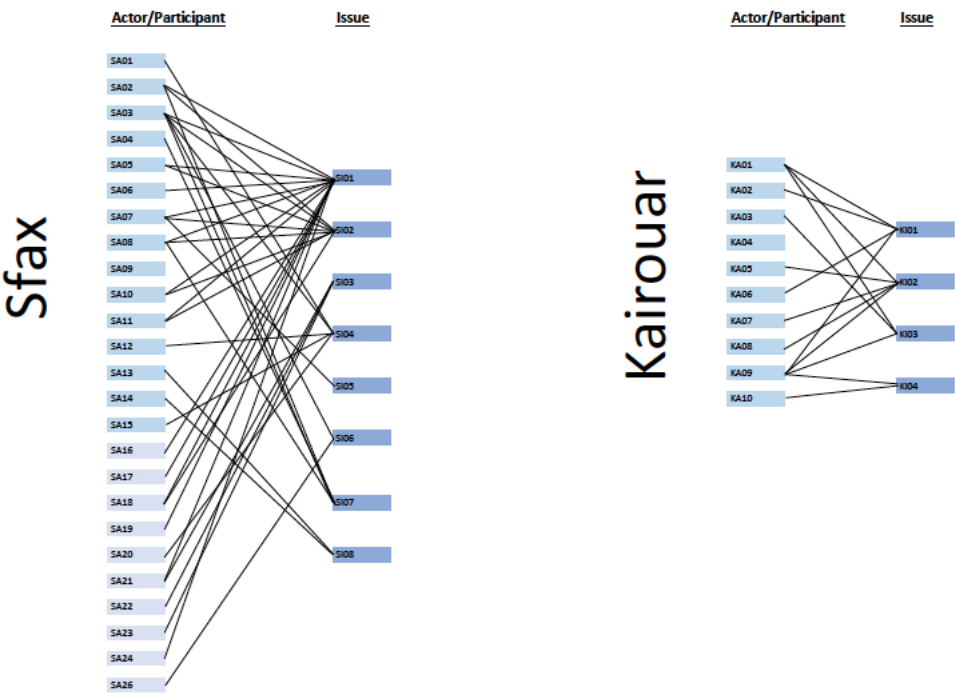 Actor/Participant Issue
SA01
SA02
SA03
SA04
SA05
SA06
SA07
SA08
SA09
SA10
SA11
SA12
SA13
SA14
SA15
SA16
SA17
SA18
SA19
SA20
SA21
SA22
SA23
SA24
SA26
SI01
SI02
SI03
SI04
SI05
SI06
SI07
SI08
Sfax
Actor/Participant Issue
KA01
KA02
KA03
KA04
KA05
KA06
KA07
KA08
KA09
KA10
KI01
KI02
KI03
KI04
Kairouar